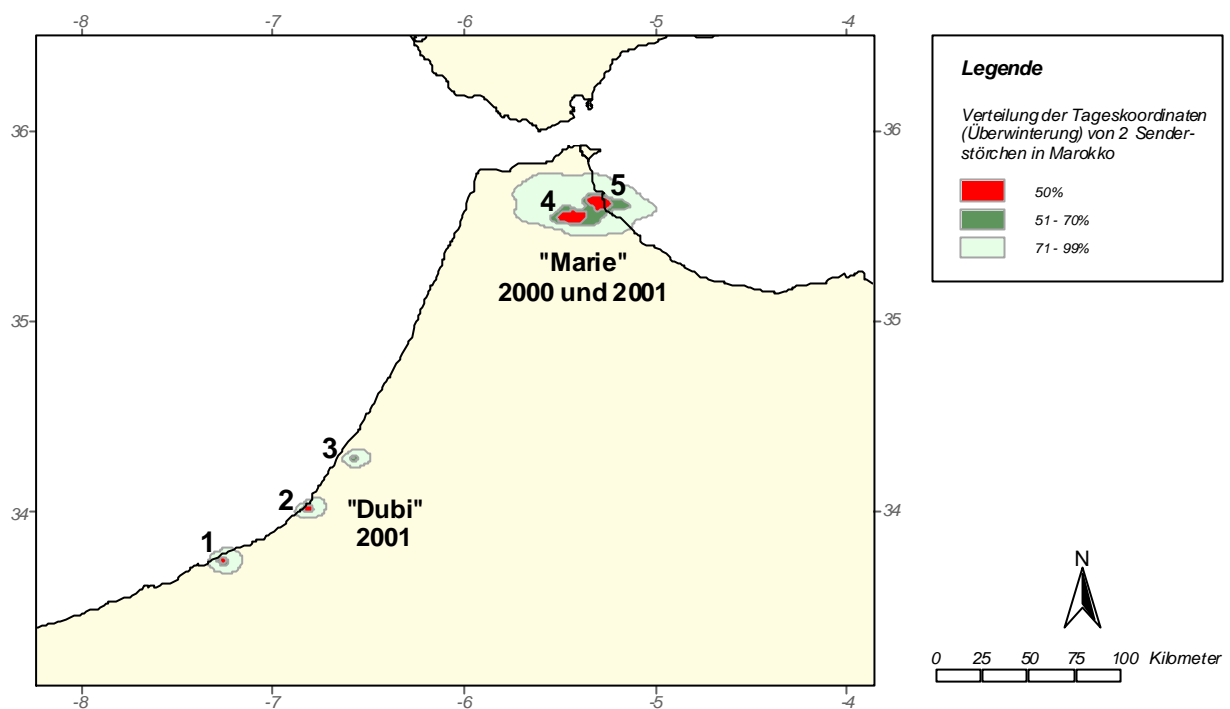 -8 -7 -6 -5 -4
36 36
35 35
34 34
4 5
"Marie"
2000 und 2001
3
2
"Dubi"
2001
1
-8 -7 -6 -5 -4
Legende
Verteilung der Tageskoordinaten
(Überwinterung) von 2 Sender-
störchen in Marokko
50%
51 - 70%
71 - 99%
N
0 25 50 75 100 Kilometer